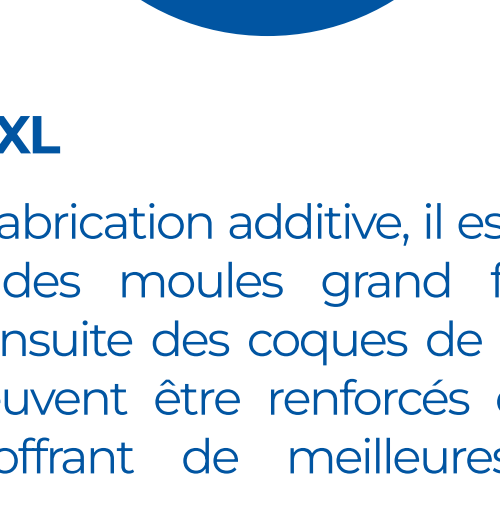 XL
abrication additive, il es
des moules grand f
nsuite des coques de
uvent être renforcés
offrant de meilleures